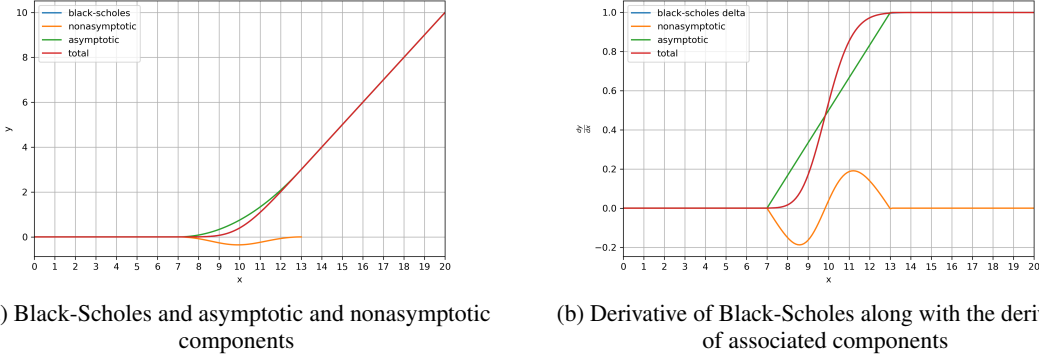 10
8
6
4
2
0
y
black-scholes
nonasymptotic
asymptotic
total
0 1 2 3 4 5 6 7 8 9 10 11 12 13 14 15 16 17 18 19 20
x
) Black-Scholes and asymptotic and nonasymptotic
components
1.0
0.8
0.6
0.4
0.2
0.0
−0.2
dy
dx
black-scholes delta
nonasymptotic
asymptotic
total
0 1 2 3 4 5 6 7 8 9 10 11 12 13 14 15 16 17 18 19 20
x
(b) Derivative of Black-Scholes along with the deri
of associated components